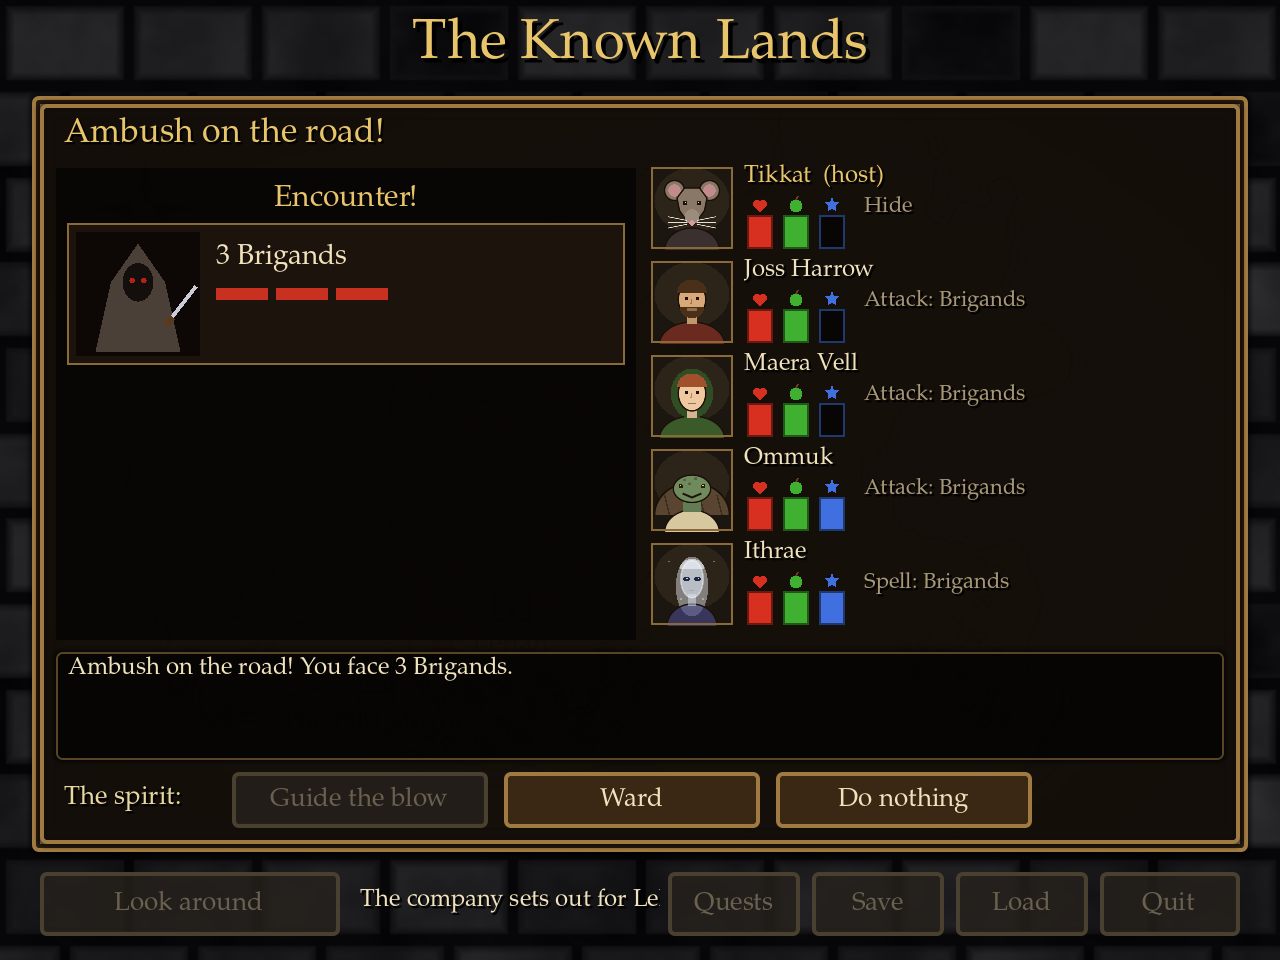 The Known Lands
Ambush on the road!
Encounter!
3 Brigands
Tikkat (host)
Hide
Joss Harrow
Attack: Brigands
Maera Vell
Attack: Brigands
Ommuk
Attack: Brigands
Ithrae
Spell: Brigands
Ambush on the road! You face 3 Brigands.
The spirit:
Guide the blow
Ward
Do nothing
Look around
The company sets out for
Quests
Save
Load
Quit